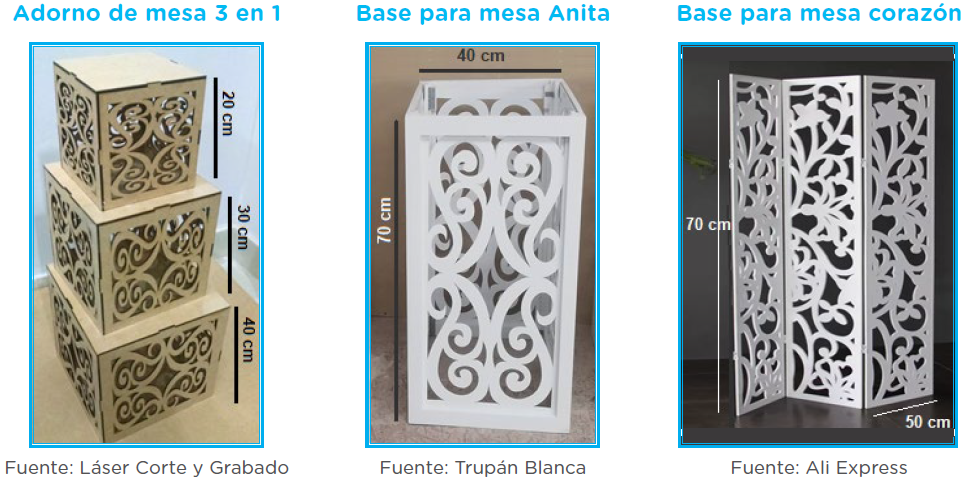 Adorno de mesa 3 en 1
20 cm
30 cm
40 cm
Fuente: Láser Corte y Grabado
Base para mesa Anita
40 cm
70 cm
Fuente: Trupán Blanca
Base para mesa corazón
70 cm
50 cm
Fuente: Ali Express